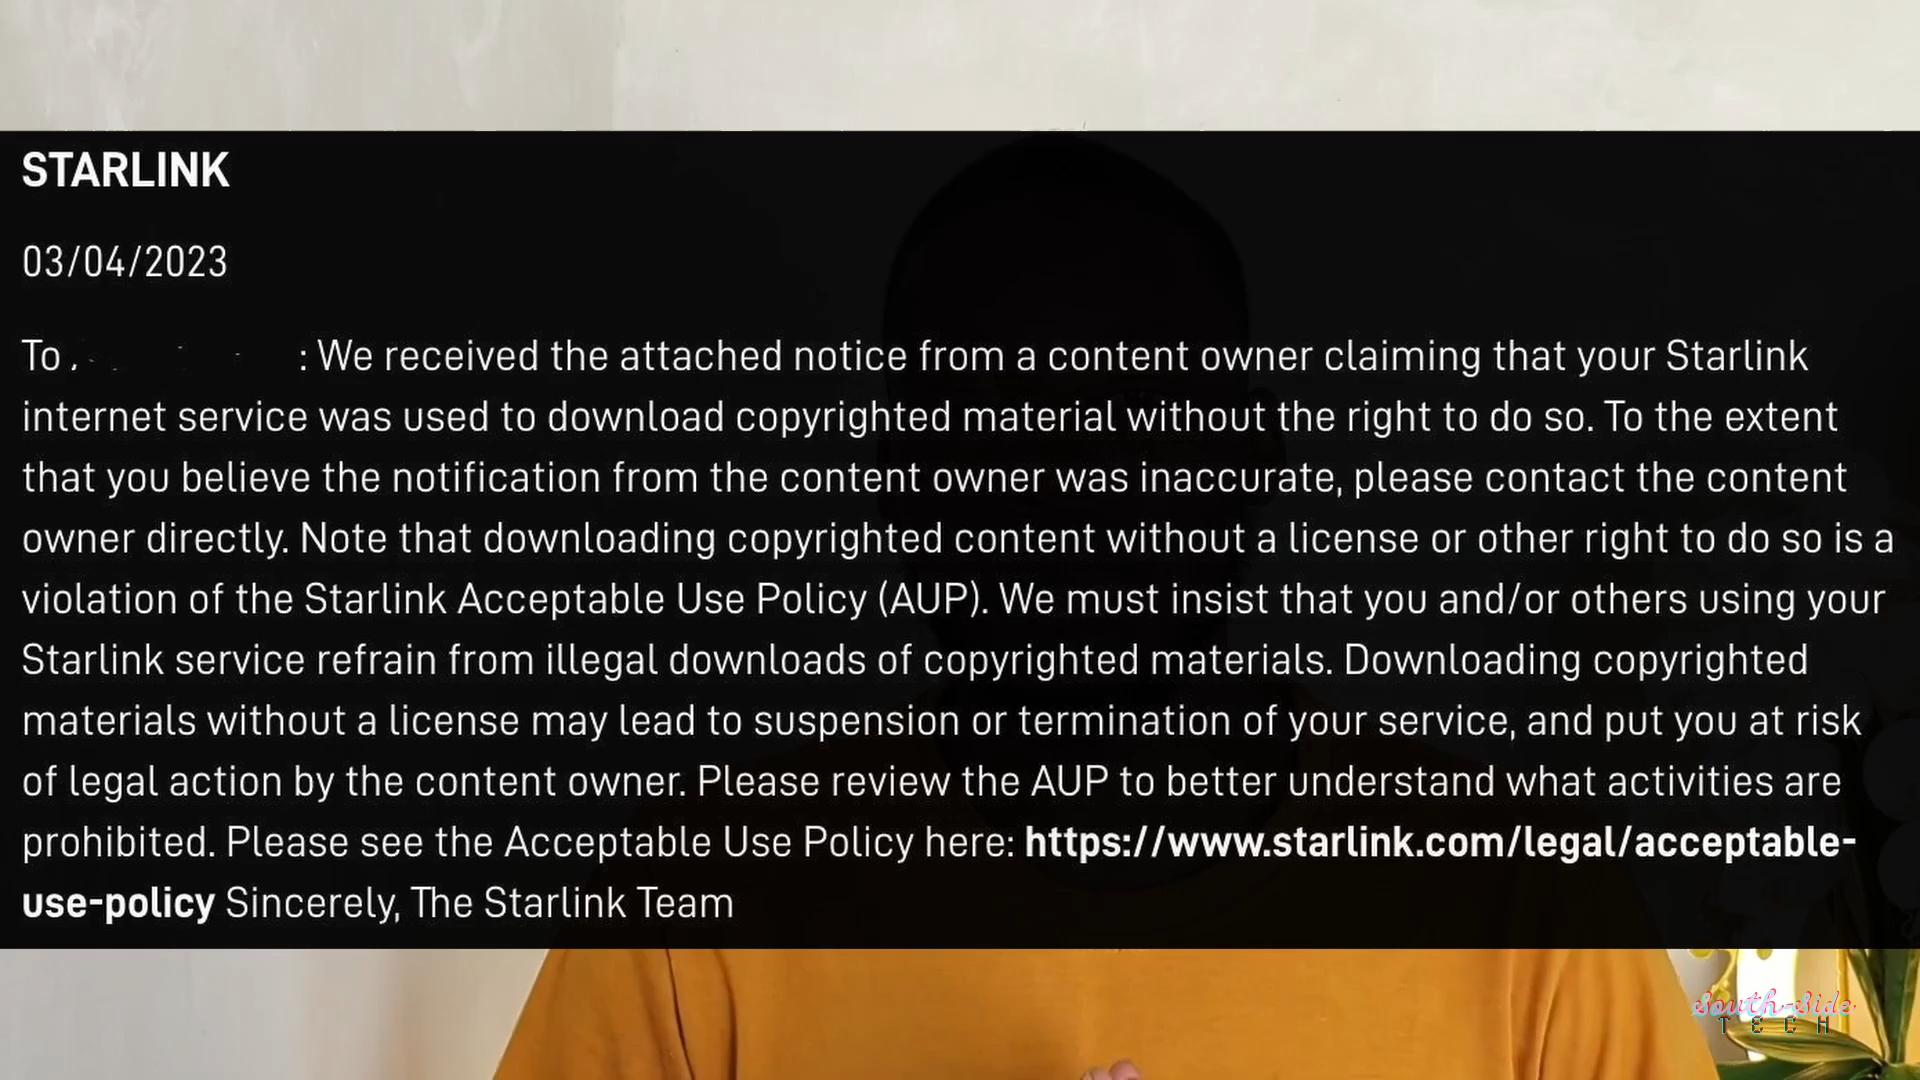 STARLINK
03/04/2023
To : We received the attached notice from a content owner claiming that your Starlink
internet service was used to download copyrighted material without the right to do so. To the extent
that you believe the notification from the content owner was inaccurate, please contact the content
owner directly. Note that downloading copyrighted content without a license or other right to do so is a
violation of the Starlink Acceptable Use Policy (AUP). We must insist that you and/or others using your
Starlink service refrain from illegal downloads of copyrighted materials. Downloading copyrighted
materials without a license may lead to suspension or termination of your service, and put you at risk
of legal action by the content owner. Please review the AUP to better understand what activities are
prohibited. Please see the Acceptable Use Policy here: https://www.starlink.com/legal/acceptable-
use-policy Sincerely, The Starlink Team
South-Side
TECH